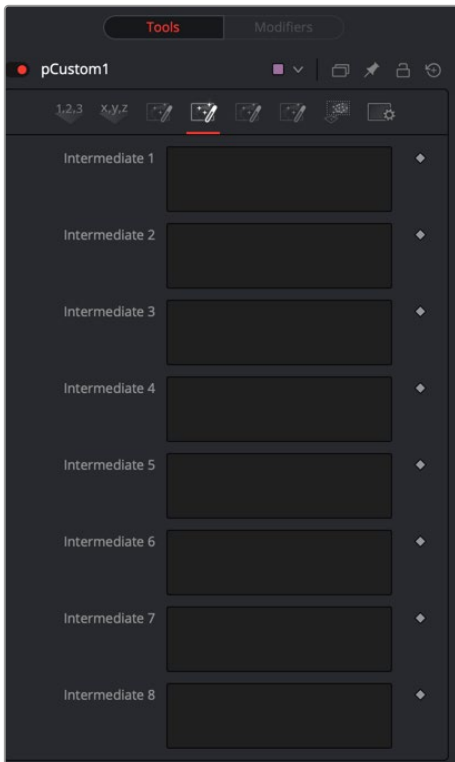 Tools Modifiers
pCustom1
1,2,3 x,y,z
Intermediate 1
Intermediate 2
Intermediate 3
Intermediate 4
Intermediate 5
Intermediate 6
Intermediate 7
Intermediate 8